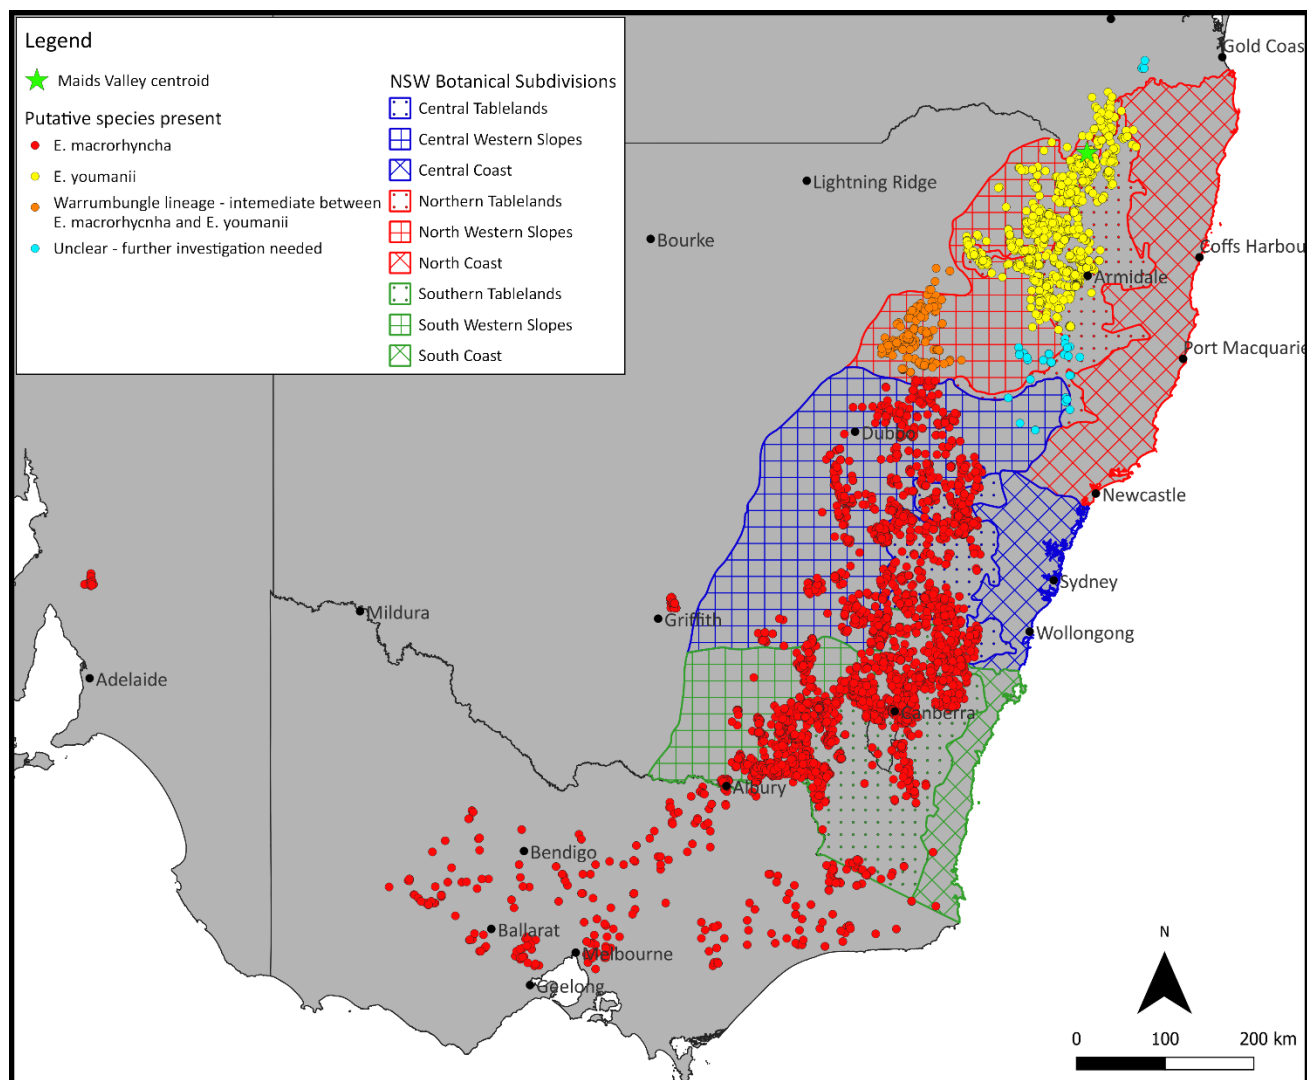 Legend
Maids Valley centroid
Putative species present
E. macrorhyncha
E. youmanii
Warrumbungle lineage - intemediate between
E. macrorhycnha and E. youmanii
Unclear - further investigation needed
NSW Botanical Subdivisions
Central Tablelands
Central Western Slopes
Central Coast
Northern Tablelands
North Western Slopes
North Coast
Southern Tablelands
South Western Slopes
South Coast
Gold Coas
Lightning Ridge
Bourke
Coffs Harbou
Armidale
Port Macquarie
Dubbo
Newcastle
Sydney
Mildura
Griffith
Wollongong
Adelaide
Canberra
Albury
Bendigo
Ballarat
Melbourne
Geelong
N
0 100 200 km